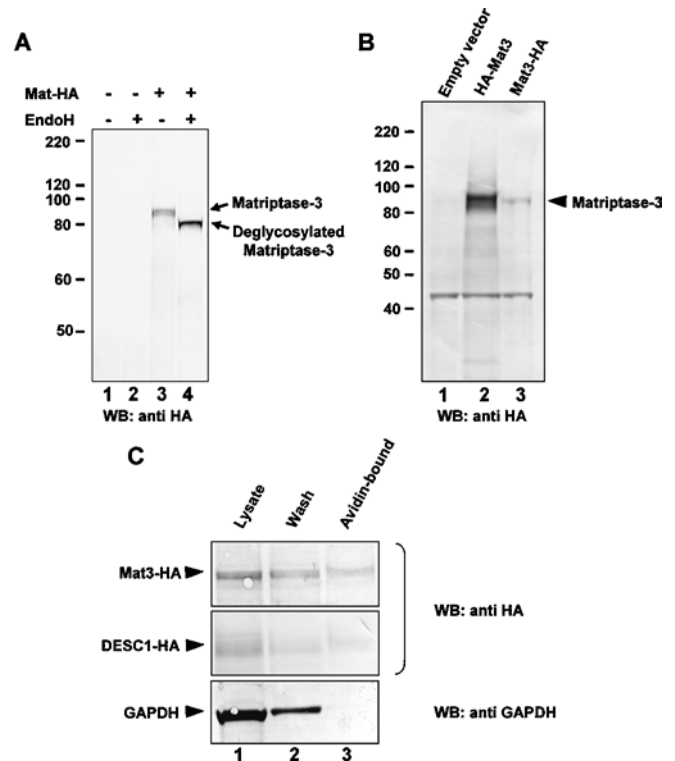 A
Mat-HA - - + +
EndoH - + - +
220
120
100
80
60
50
Matriptase-3
Deglycosylated
Matriptase-3
1 2 3 4
WB: anti HA
B
Empty vector
HA-Mat3
Mat3-HA
220
120
100
80
60
50
40
Matriptase-3
1 2 3
WB: anti HA
C
Lysate
Wash
Avidin-bound
Mat3-HA
DESC1-HA
WB: anti HA
GAPDH
WB: anti GAPDH
1 2 3